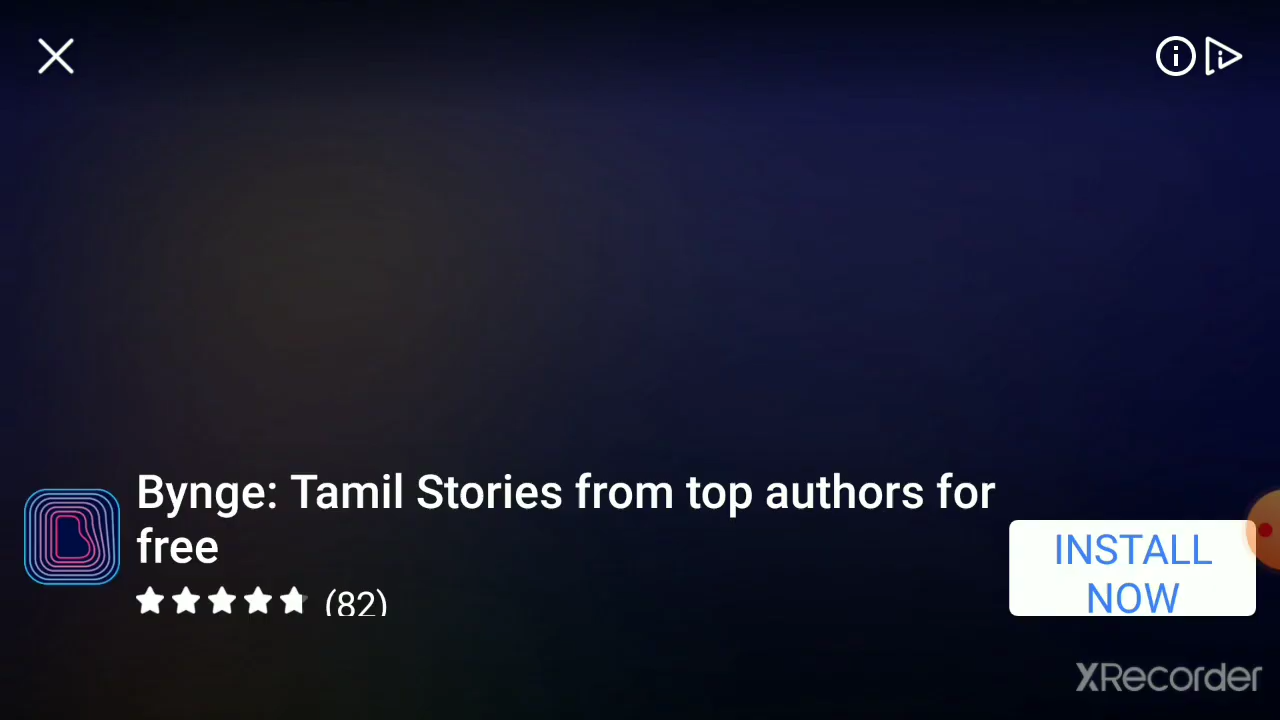 Bynge: Tamil Stories from top authors for
free
(82)
INSTALL
NOW
XRecorder